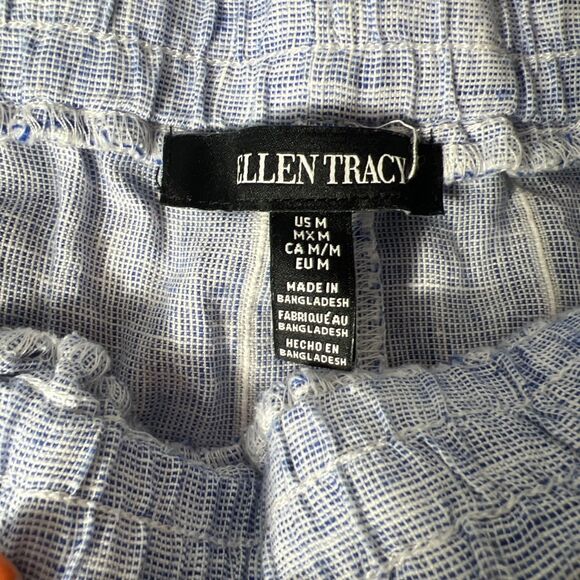 ELLEN TRACY
US M
MX M
CA M/M
EU M
MADE IN
BANGLADESH
FABRIQUÉ AU
BANGLADESH
HECHO EN
BANGLADESH